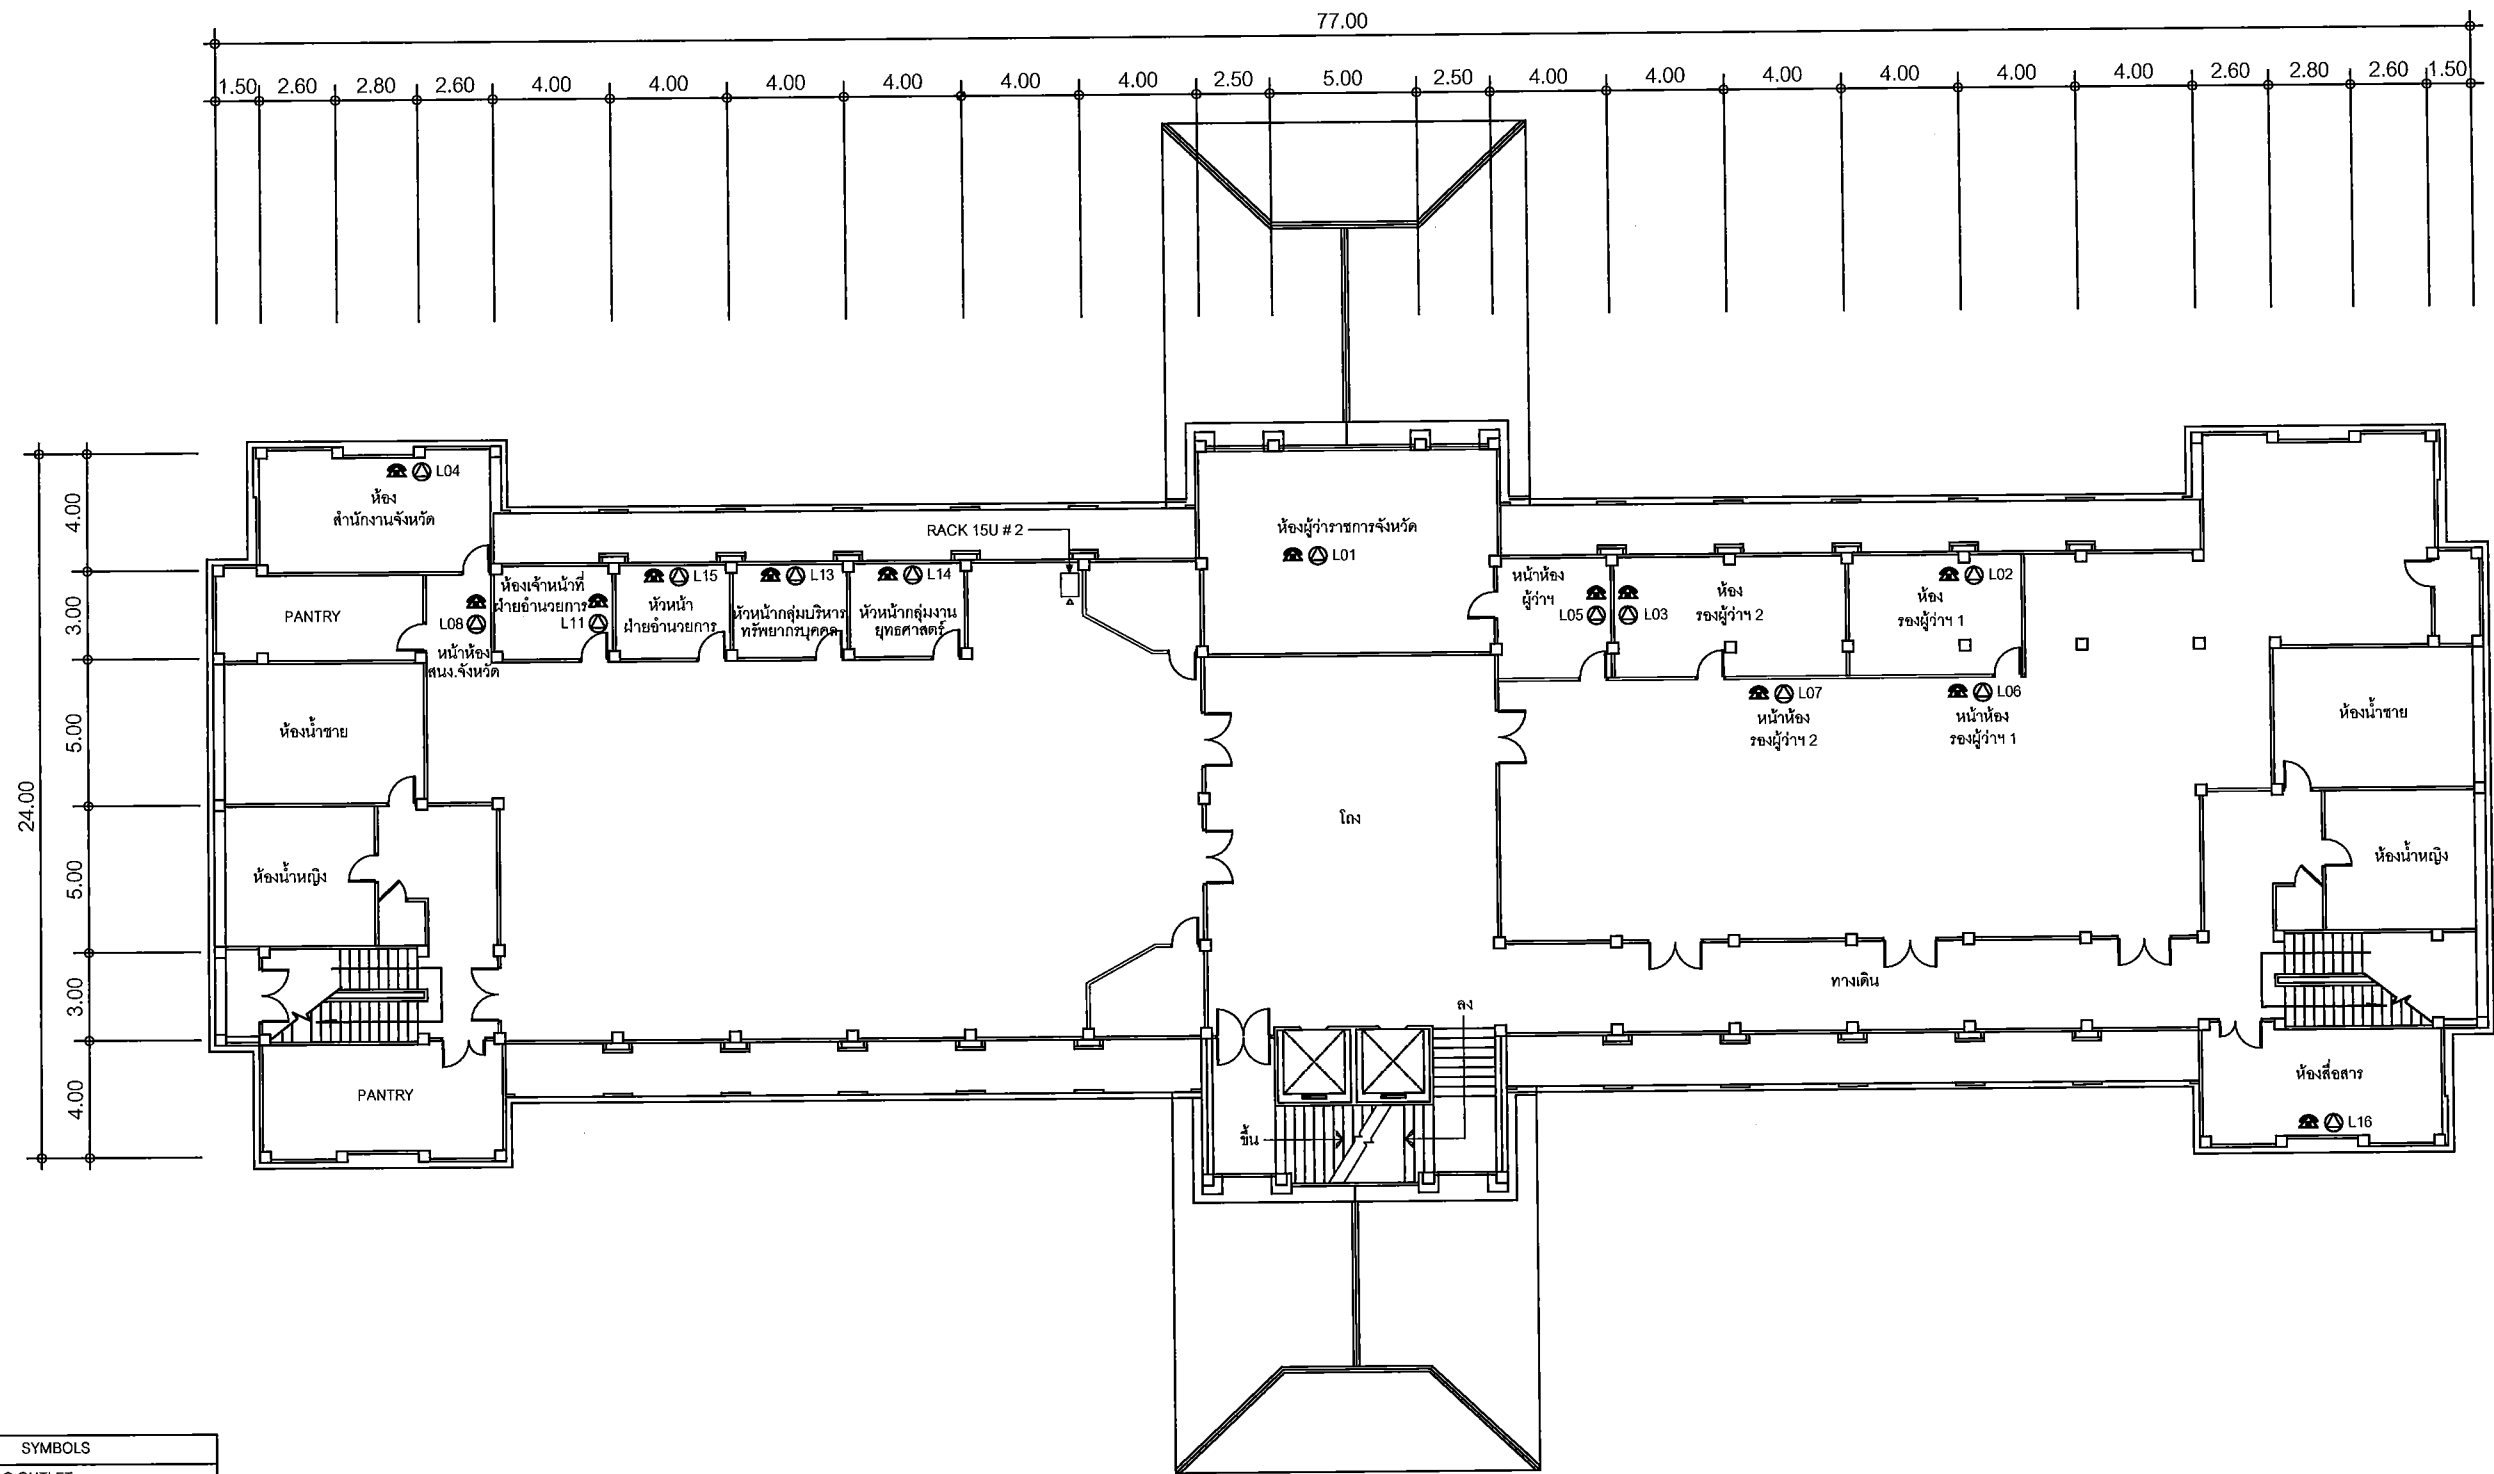 77.00
1.50 2.60 2.80 2.60 4.00 4.00 4.00 4.00 4.00 4.00 2.50 5.00 2.50 4.00 4.00 4.00 4.00 4.00 4.00 2.60 2.80 2.60 1.50
24.00
4.00
3.00
5.00
5.00
3.00
4.00
L04
ห้อง
สำนักงานจังหวัด
PANTRY
L08
หน้าห้อง
สนง.จังหวัด
ห้องเจ้าหน้าที่
ฝ่ายอำนวยการ
L11
L15
หัวหน้า
ฝ่ายอำนวยการ
L13
หัวหน้ากลุ่มบริหาร
ทรัพยากรบุคคล
L14
หัวหน้ากลุ่มงาน
ยุทธศาสตร์
RACK 15U # 2
ห้องผู้ว่าราชการจังหวัด
L01
หน้าห้อง
ผู้ว่าฯ
L05
L03
ห้อง
รองผู้ว่าฯ 2
L02
ห้อง
รองผู้ว่าฯ 1
L07
หน้าห้อง
รองผู้ว่าฯ 2
L06
หน้าห้อง
รองผู้ว่าฯ 1
ห้องน้ำชาย
ห้องน้ำชาย
โถง
ห้องน้ำหญิง
ห้องน้ำหญิง
ทางเดิน
ลง
ขึ้น
PANTRY
ห้องสื่อสาร
L16
SYMBOLS